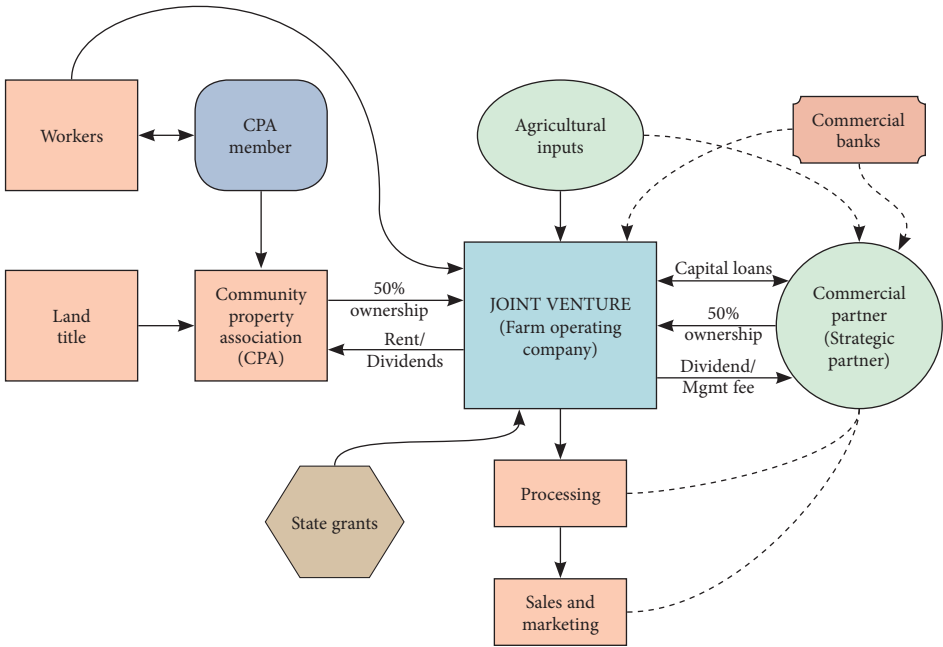 Workers
CPA
member
Agricultural
inputs
Commercial
banks
Land
title
Community
property
association
(CPA)
50%
ownership
Rent/
Dividends
JOINT VENTURE
(Farm operating
company)
Capital loans
50%
ownership
Dividend/
Mgmt fee
Commercial
partner
(Strategic
partner)
State grants
Processing
Sales and
marketing